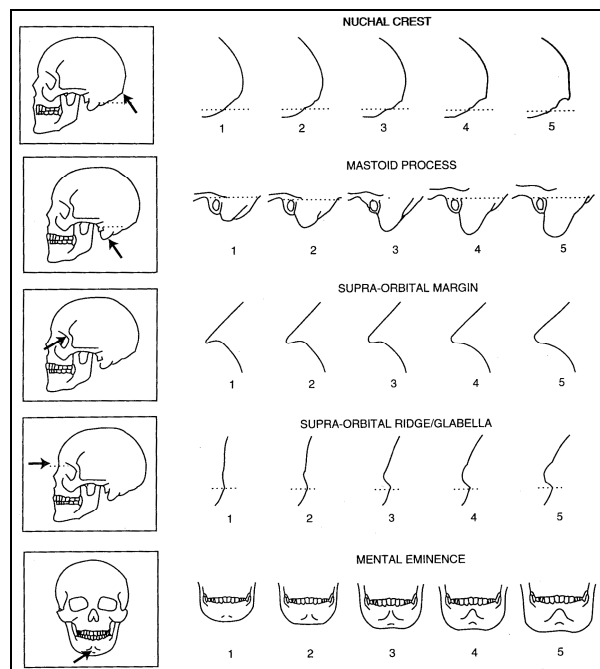 NUCHAL CREST
1 2 3 4 5
MASTOID PROCESS
1 2 3 4 5
SUPRA-ORBITAL MARGIN
1 2 3 4 5
SUPRA-ORBITAL RIDGE/GLABELLA
1 2 3 4 5
MENTAL EMINENCE
1 2 3 4 5